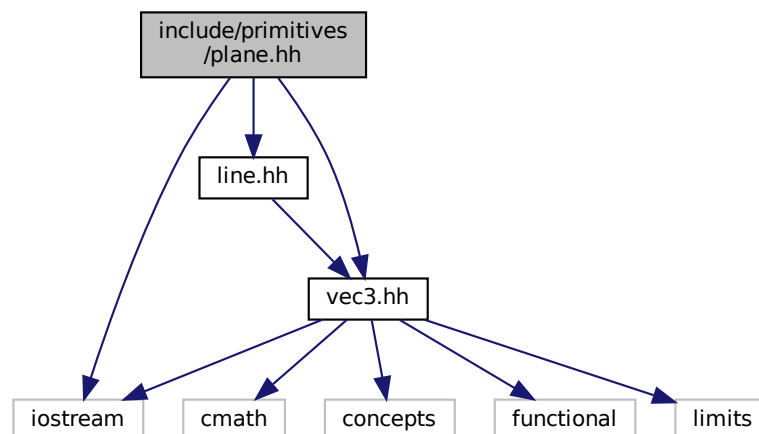 include/primitives
/plane.hh
line.hh
vec3.hh
iostream
cmath
concepts
functional
limits